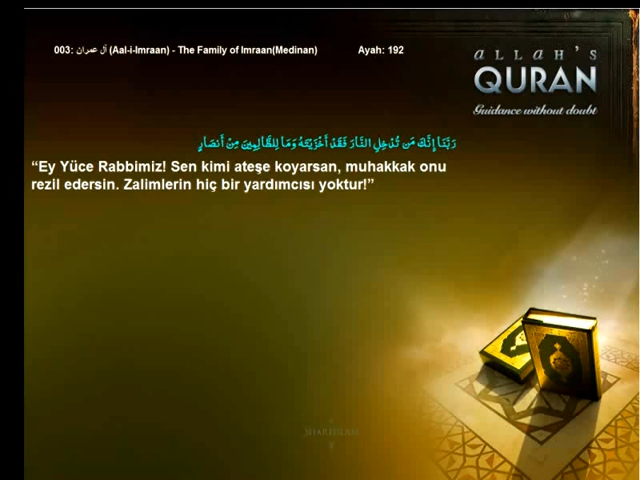 003: آل عمران (Aal-i-Imraan) - The Family of Imraan(Medinan) Ayah: 192
ALLAH'S
QURAN
Guidance without doubt
رَبَّنَا إِنَّكَ مَن تُدْخِلِ النَّارَ فَقَدْ أَخْزَيْتَهُ وَمَا لِلظَّالِمِينَ مِنْ أَنصَارٍ
“Ey Yüce Rabbimiz! Sen kimi ateşe koyarsan, muhakkak onu
rezil edersin. Zalimlerin hiç bir yardımcısı yoktur!”